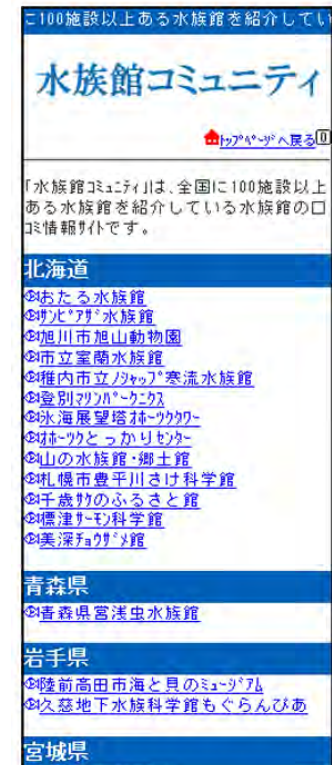 こ100施設以上ある水族館を紹介してい
水族館コミュニティ
ﾄｯﾌﾟﾍﾟｰｼﾞへ戻る0
｢水族館ｺﾐｭﾆﾃｨ｣は､全国に100施設以上
ある水族館を紹介している水族館の口
ｺﾐ情報ｻｲﾄです｡
北海道
おたる水族館
ｻﾝﾋﾟｱｻﾞ水族館
旭川市旭山動物園
市立室蘭水族館
稚内市立ﾉｼｬｯﾌﾟ寒流水族館
登別ﾏﾘﾝﾊﾟｰｸﾆｸｽ
氷海展望塔ｵﾎｰﾂｸﾀﾜｰ
ｵﾎｰﾂｸとっかりｾﾝﾀｰ
山の水族館･郷土館
札幌市豊平川さけ科学館
千歳ｻｹのふるさと館
標津ｻｰﾓﾝ科学館
美深ﾁｮｳｻﾞﾒ館
青森県
青森県営浅虫水族館
岩手県
陸前高田市海と貝のﾐｭｰｼﾞｱﾑ
久慈地下水族科学館もぐらんぴあ
宮城県